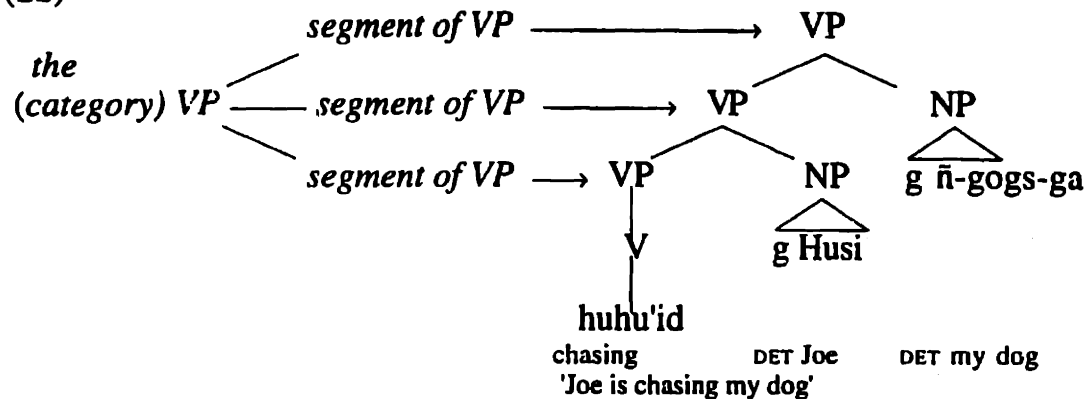 segment of VP VP
the
(category) VP segment of VP VP NP
segment of VP VP NP g ñ-gogs-ga
V g Husi
huhu'id
chasing DET Joe DET my dog
'Joe is chasing my dog'